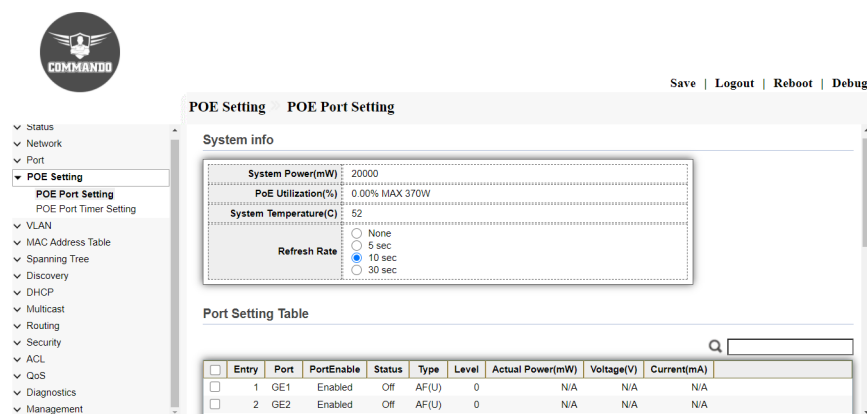 COMMANDO
Save | Logout | Reboot | Debug
POE Setting POE Port Setting
Status
Network
Port
POE Setting
POE Port Setting
POE Port Timer Setting
VLAN
MAC Address Table
Spanning Tree
Discovery
DHCP
Multicast
Routing
Security
ACL
QoS
Diagnostics
Management
System info
System Power(mW) 20000
PoE Utilization(%) 0.00% MAX 370W
System Temperature(C) 52
Refresh Rate
None
5 sec
10 sec
30 sec
Port Setting Table
Entry Port PortEnable Status Type Level Actual Power(mW) Voltage(V) Current(mA)
1 GE1 Enabled Off AF(U) 0 N/A N/A N/A
2 GE2 Enabled Off AF(U) 0 N/A N/A N/A